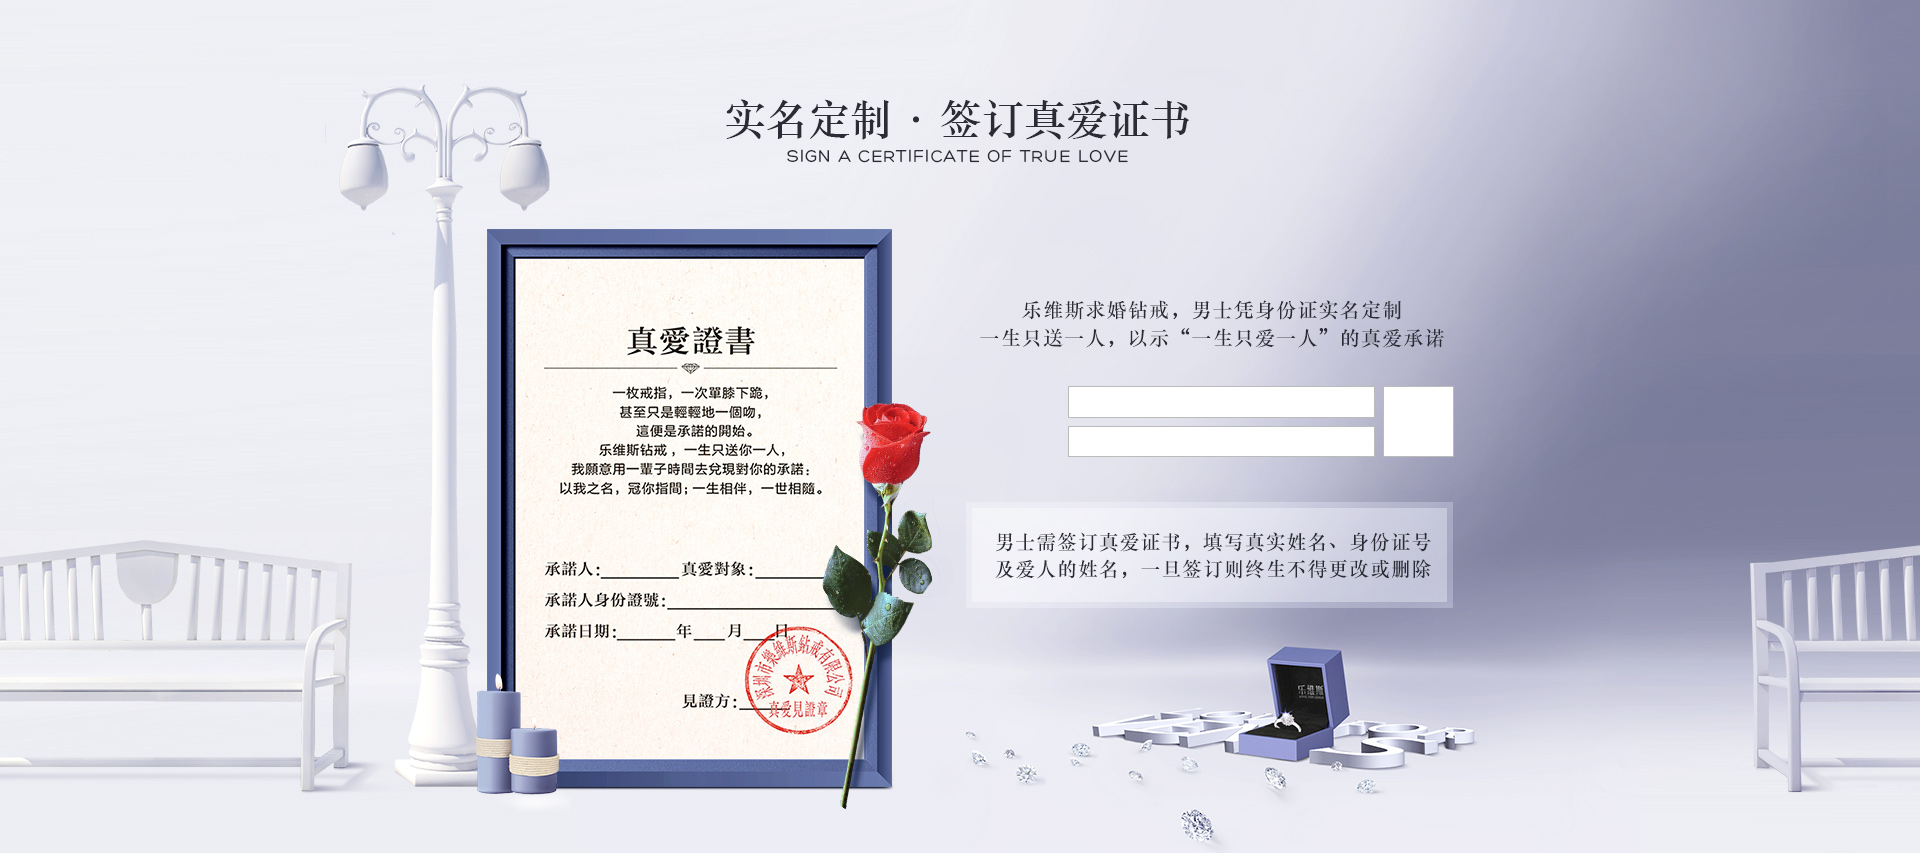 实名定制 · 签订真爱证书
SIGN A CERTIFICATE OF TRUE LOVE
真愛證書
一枚戒指，一次單膝下跪，
甚至只是輕輕地一個吻，
這便是承諾的開始。
乐维斯钻戒，一生只送你一人，
我願意用一輩子時間去兌現對你的承諾；
以我之名，冠你指間；一生相伴，一世相隨。
承諾人：________真愛對象：________
承諾人身份證號：________________
承諾日期：______年___月___日
見證方：_____
深圳市樂維斯鉆戒有限公司
真愛見證章
乐维斯求婚钻戒，男士凭身份证实名定制
一生只送一人，以示“一生只爱一人”的真爱承诺
男士需签订真爱证书，填写真实姓名、身份证号
及爱人的姓名，一旦签订则终生不得更改或删除
乐维斯